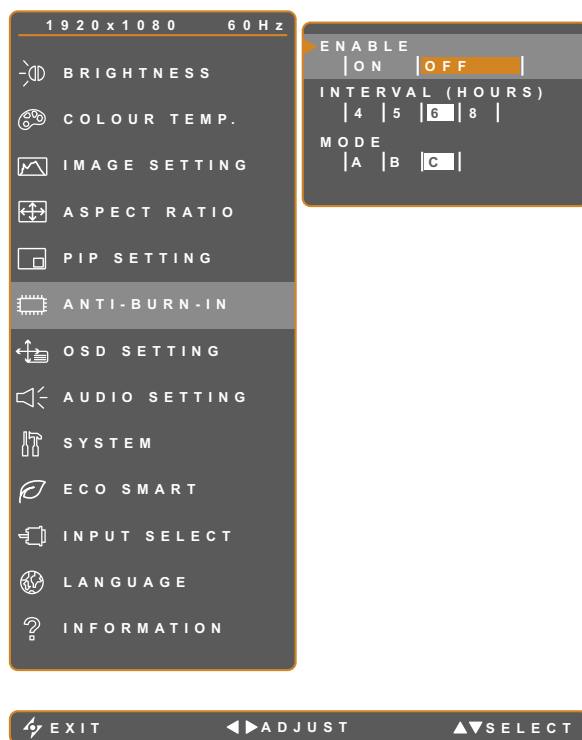 1920x1080 60Hz
BRIGHTNESS
COLOUR TEMP.
IMAGE SETTING
ASPECT RATIO
PIP SETTING
ANTI-BURN-IN
OSD SETTING
AUDIO SETTING
SYSTEM
ECO SMART
INPUT SELECT
LANGUAGE
INFORMATION
ENABLE
ON OFF
INTERVAL (HOURS)
4 5 6 8
MODE
A B C
EXIT ADJUST SELECT